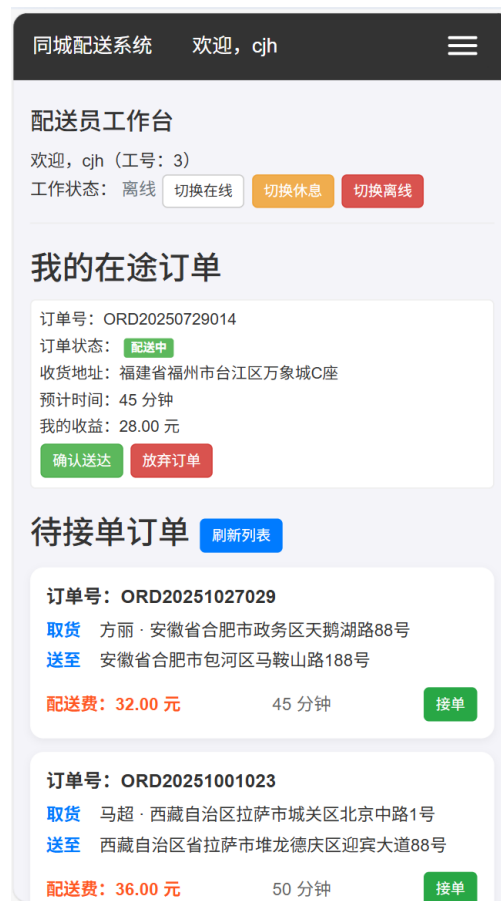 同城配送系统 欢迎，cjh
配送员工作台
欢迎，cjh（工号：3）
工作状态： 离线 切换在线 切换休息 切换离线
我的在途订单
订单号：ORD20250729014
订单状态： 配送中
收货地址：福建省福州市台江区万象城C座
预计时间：45 分钟
我的收益：28.00 元
确认送达 放弃订单
待接单订单 刷新列表
订单号：ORD20251027029
取货 方丽 · 安徽省合肥市政务区天鹅湖路88号
送至 安徽省合肥市包河区马鞍山路188号
配送费：32.00 元 45 分钟 接单
订单号：ORD20251001023
取货 马超 · 西藏自治区拉萨市城关区北京中路1号
送至 西藏自治区省拉萨市堆龙德庆区迎宾大道88号
配送费：36.00 元 50 分钟 接单